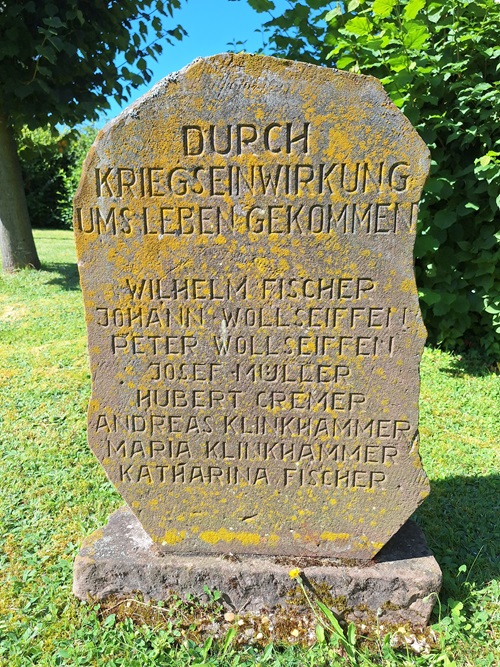 DURCH
KRIEGSEINWIRKUNG
UMS LEBEN GEKOMMEN
WILHELM FISCHER
JOHANN WOLLSEIFFEN
PETER WOLLSEIFFEN
JOSEF MÜLLER
HUBERT CREMER
ANDREAS KLINKHAMMER
MARIA KLINKHAMMER
KATHARINA FISCHER